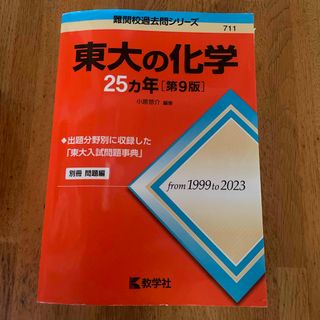 難関校過去問シリーズ
711
東大の化学
25カ年[第9版]
小原悠介 編著
◆出題分野別に収録した
「東大入試問題事典」
別冊 問題編
from 1999 to 2023
教学社